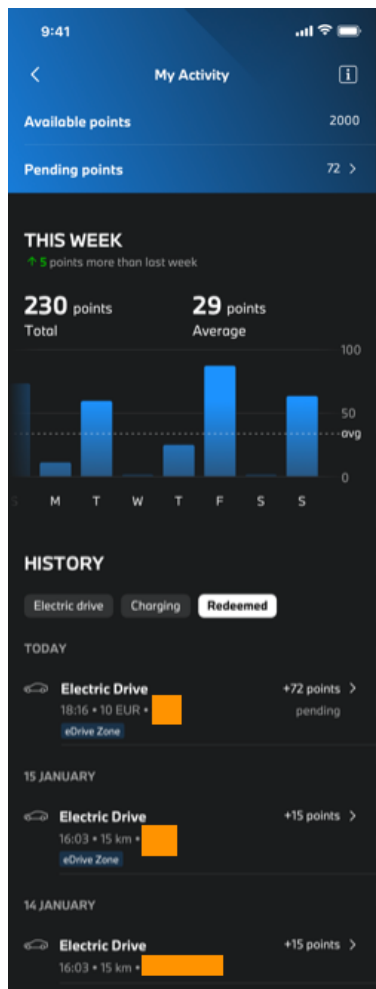 9:41
My Activity
Available points 2000
Pending points 72 >
THIS WEEK
↑ 5 points more than last week
230 points 29 points
Total Average
100
50
avg
0
S M T W T F S S
HISTORY
Electric drive Charging Redeemed
TODAY
Electric Drive +72 points >
18:16 • 10 EUR • pending
eDrive Zone
15 JANUARY
Electric Drive +15 points >
16:03 • 15 km •
eDrive Zone
14 JANUARY
Electric Drive +15 points >
16:03 • 15 km •